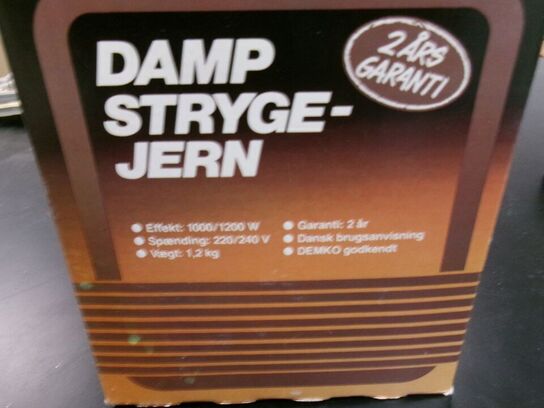 DAMP
STRYGE-
JERN
2 ÅRS
GARANTI
Effekt: 1000/1200 W
Spænding: 220/240 V
Vægt: 1,2 kg
Garanti: 2 år
Dansk brugsanvisning
DEMKO godkendt